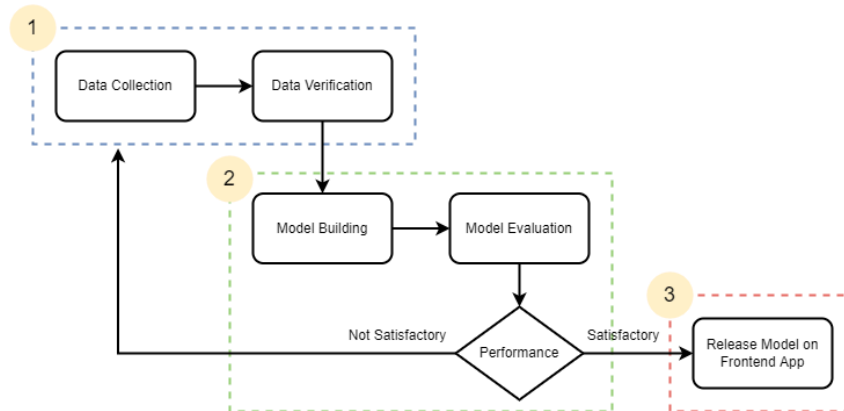 1
Data Collection
Data Verification
2
Model Building
Model Evaluation
3
Not Satisfactory
Performance
Satisfactory
Release Model on
Frontend App